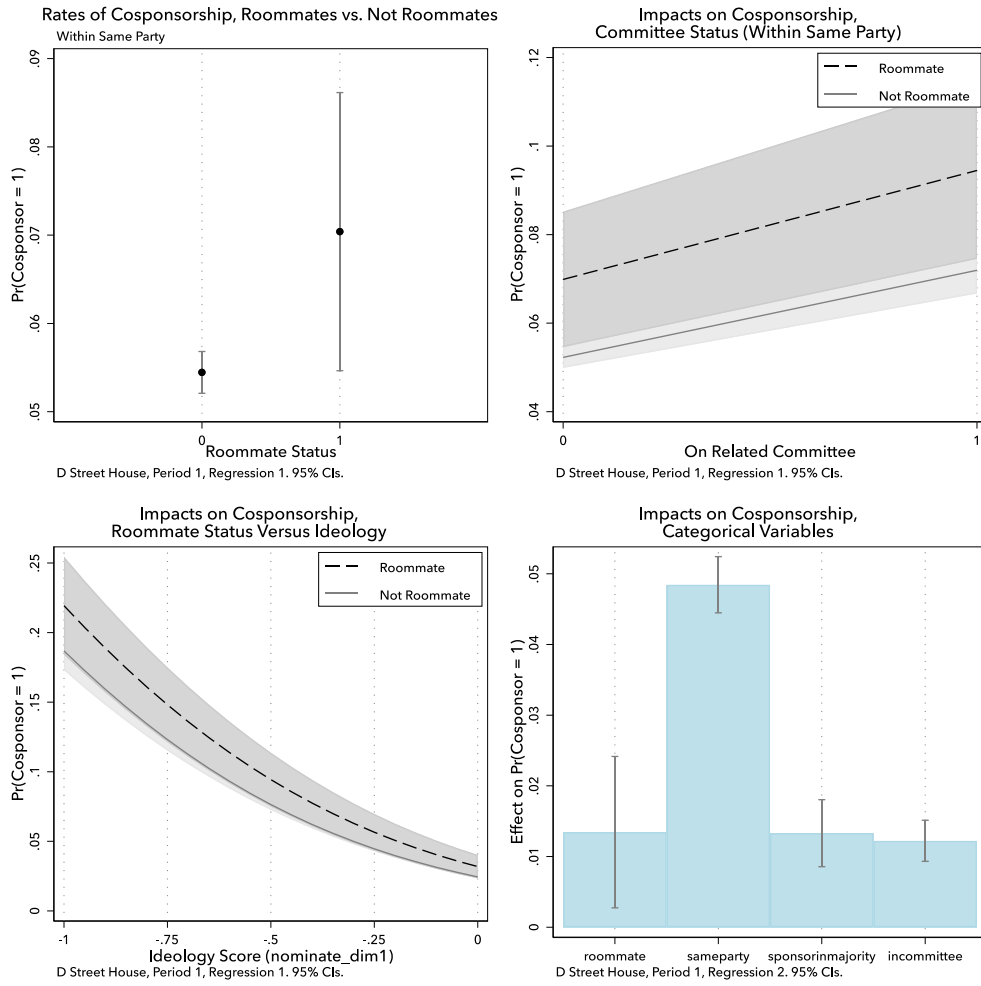 Rates of Cosponsorship, Roommates vs. Not Roommates
Within Same Party
Pr(Cosponsor = 1)
.09
.08
.07
.06
.05
0
1
Roommate Status
D Street House, Period 1, Regression 1. 95% CIs.
Impacts on Cosponsorship,
Committee Status (Within Same Party)
Roommate
Not Roommate
Pr(Cosponsor = 1)
.12
.1
.08
.06
.04
0
1
On Related Committee
D Street House, Period 1, Regression 1. 95% CIs.
Impacts on Cosponsorship,
Roommate Status Versus Ideology
Roommate
Not Roommate
Pr(Cosponsor = 1)
.25
.2
.15
.1
.05
0
-1
-.75
-.5
-.25
0
Ideology Score (nominate_dim1)
D Street House, Period 1, Regression 1. 95% CIs.
Impacts on Cosponsorship,
Categorical Variables
Effect on Pr(Cosponsor = 1)
.05
.04
.03
.02
.01
0
roommate
sameparty
sponsorinmajority
incommittee
D Street House, Period 1, Regression 2. 95% CIs.